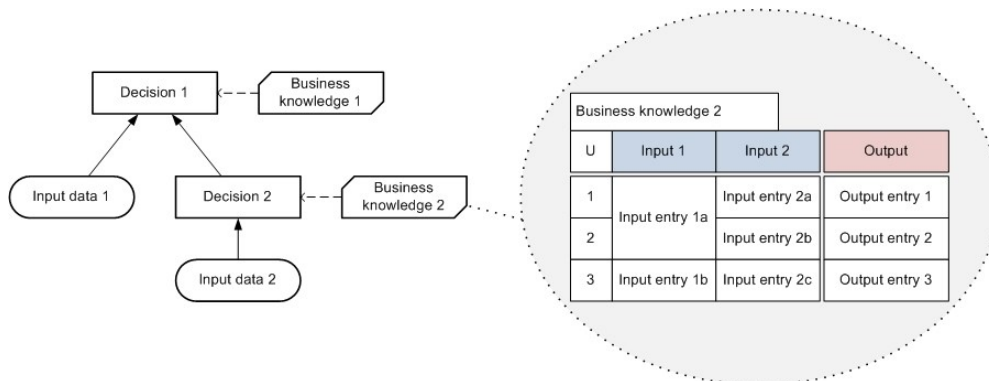 Decision 1
Business
knowledge 1
Input data 1
Decision 2
Business
knowledge 2
Input data 2
Business knowledge 2
U Input 1 Input 2 Output
1 Input entry 1a Input entry 2a Output entry 1
2 Input entry 2b Output entry 2
3 Input entry 1b Input entry 2c Output entry 3